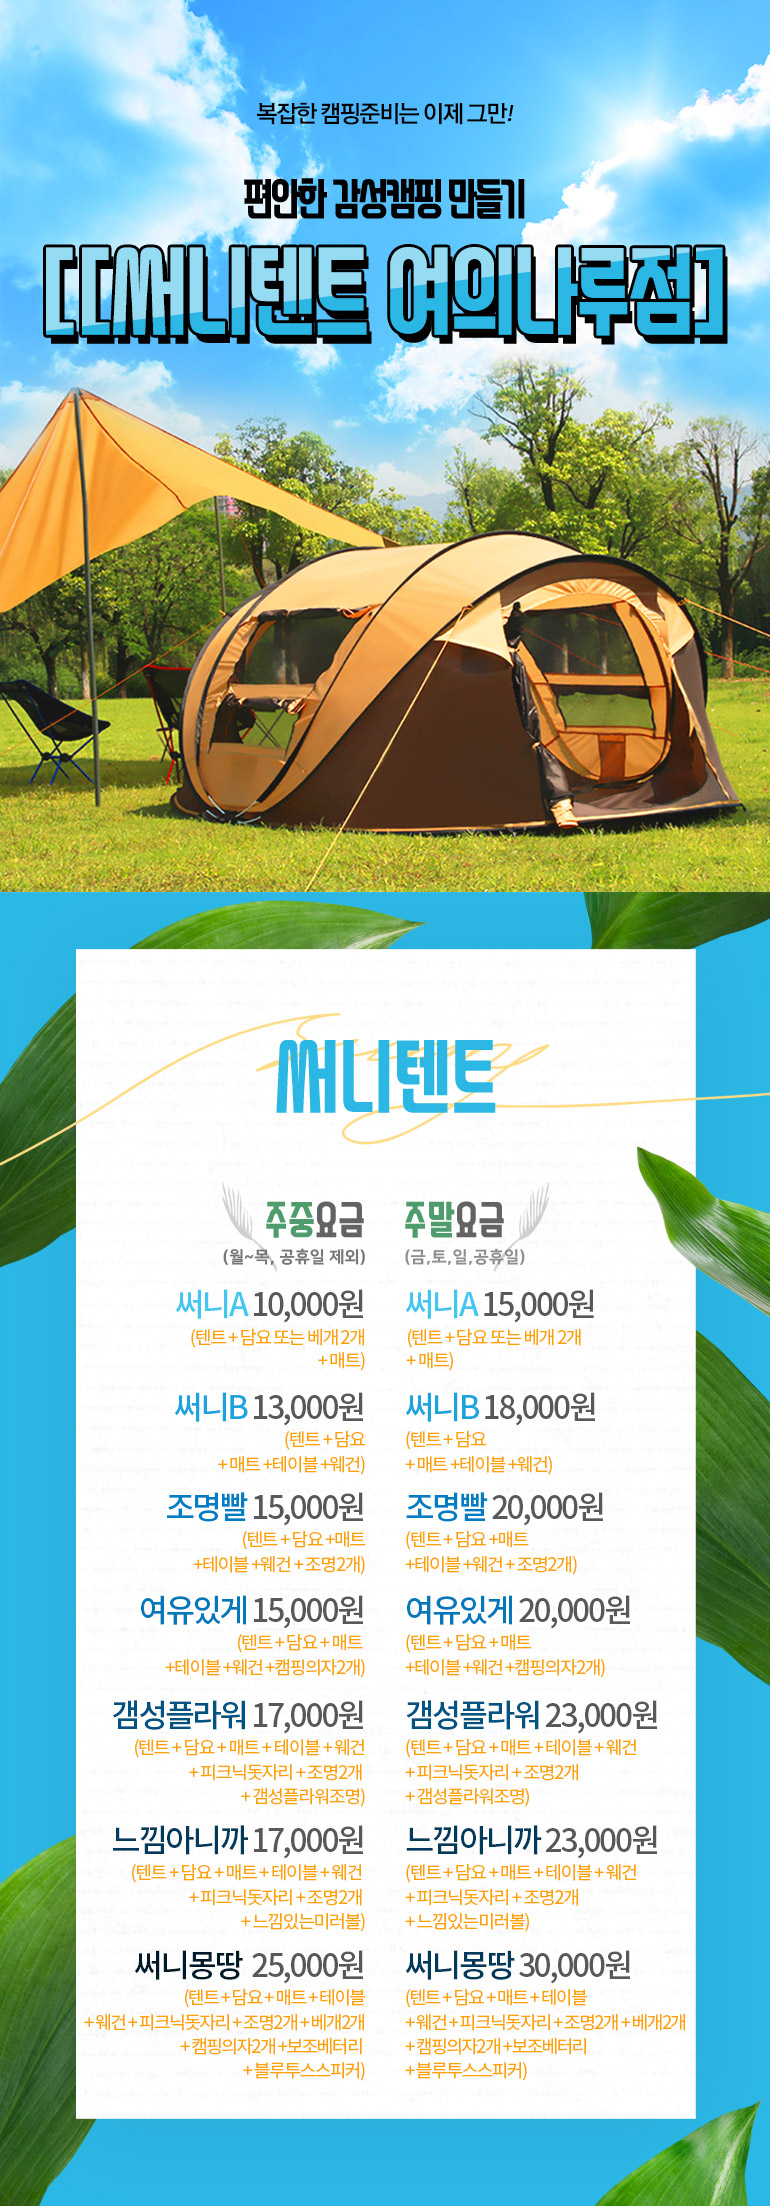 복잡한 캠핑준비는 이제 그만!
편안한 감성캠핑 만들기
[[써니텐트 여의나루점]
써니텐트
주중요금
(월~목, 공휴일 제외)
써니A 10,000원
(텐트 + 담요 또는 베개 2개
+ 매트)
써니B 13,000원
(텐트 + 담요
+ 매트 +테이블 +웨건)
조명빨 15,000원
(텐트 + 담요 +매트
+테이블 +웨건 + 조명2개)
여유있게 15,000원
(텐트 + 담요 + 매트
+테이블 +웨건 +캠핑의자2개)
갬성플라워 17,000원
(텐트 + 담요 + 매트 + 테이블 + 웨건
+ 피크닉돗자리 + 조명2개
+ 갬성플라워조명)
느낌아니까 17,000원
(텐트 + 담요 + 매트 + 테이블 + 웨건
+ 피크닉돗자리 + 조명2개
+ 느낌있는미러볼)
써니몽땅 25,000원
(텐트 + 담요 + 매트 + 테이블
+ 웨건 + 피크닉돗자리 + 조명2개 + 베개2개
+ 캠핑의자2개 +보조베터리
+ 블루투스스피커)
주말요금
(금,토,일,공휴일)
써니A 15,000원
(텐트 + 담요 또는 베개 2개
+ 매트)
써니B 18,000원
(텐트 + 담요
+ 매트 +테이블 +웨건)
조명빨 20,000원
(텐트 + 담요 +매트
+테이블 +웨건 + 조명2개)
여유있게 20,000원
(텐트 + 담요 + 매트
+테이블 +웨건 +캠핑의자2개)
갬성플라워 23,000원
(텐트 + 담요 + 매트 + 테이블 + 웨건
+ 피크닉돗자리 + 조명2개
+ 갬성플라워조명)
느낌아니까 23,000원
(텐트 + 담요 + 매트 + 테이블 + 웨건
+ 피크닉돗자리 + 조명2개
+ 느낌있는미러볼)
써니몽땅 30,000원
(텐트 + 담요 + 매트 + 테이블
+ 웨건 + 피크닉돗자리 + 조명2개 + 베개2개
+ 캠핑의자2개 +보조베터리
+ 블루투스스피커)